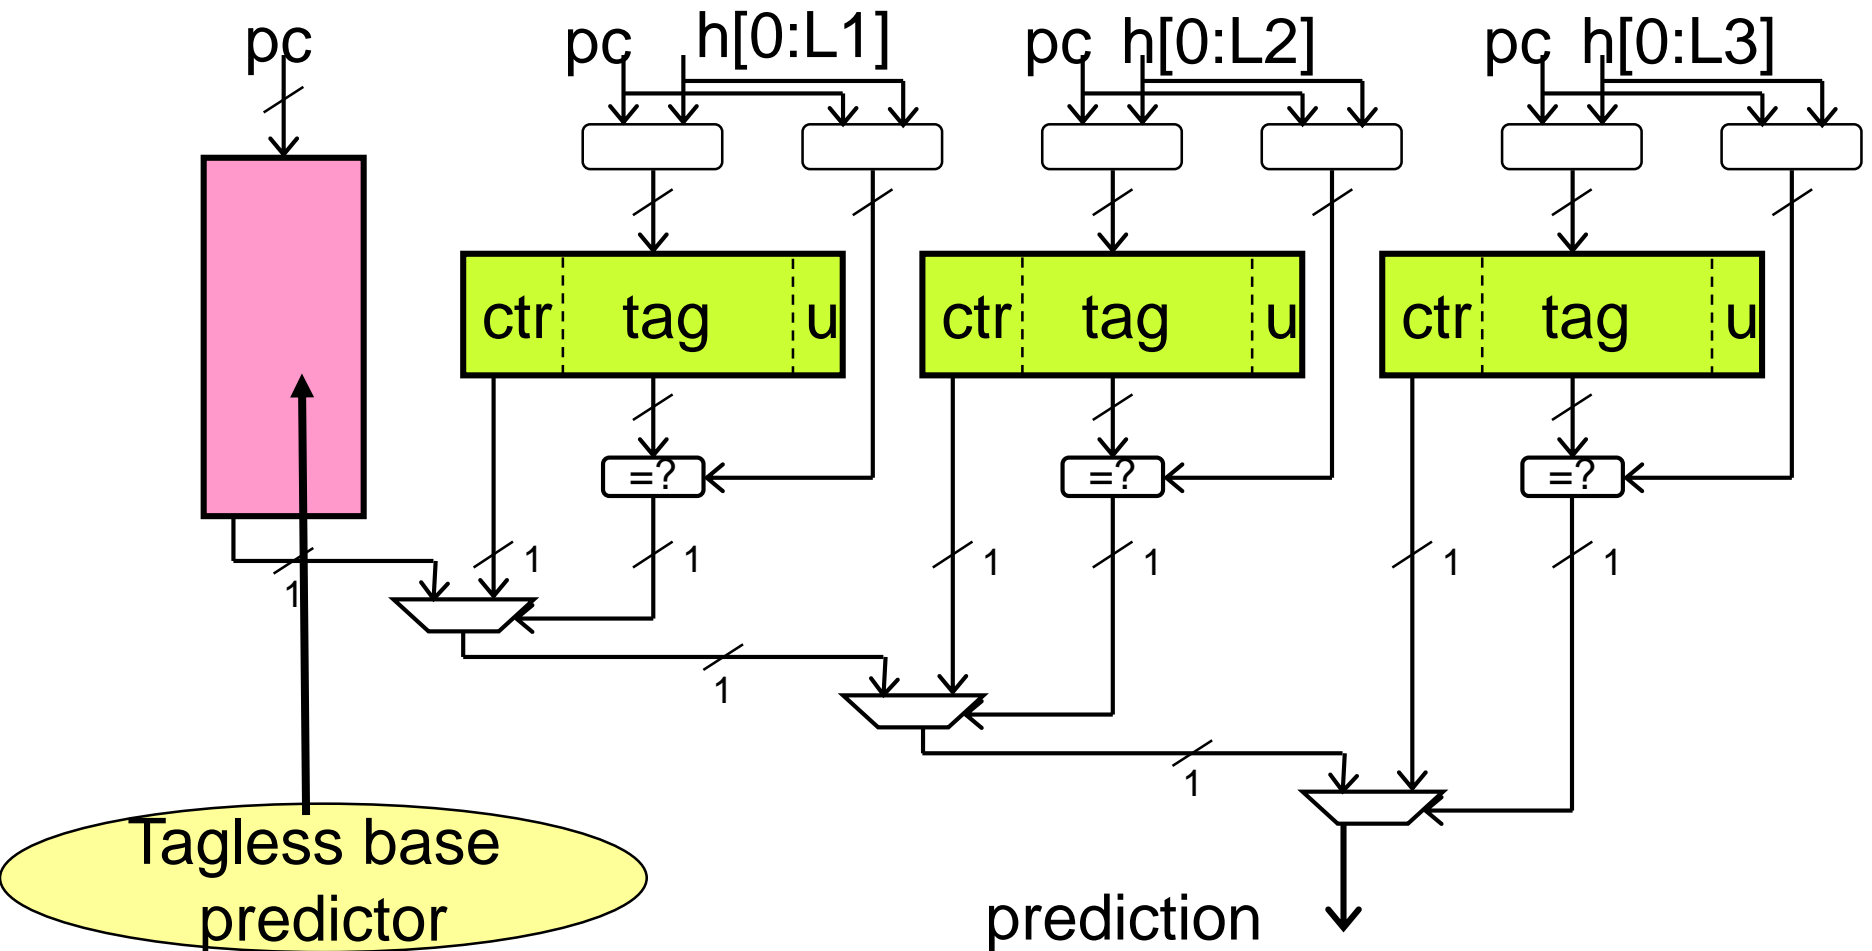 pc
pc h[0:L1]
pc h[0:L2]
pc h[0:L3]
ctr tag u
ctr tag u
ctr tag u
=?
=?
=?
1
1
1
1
1
1
1
1
1
Tagless base
predictor
prediction